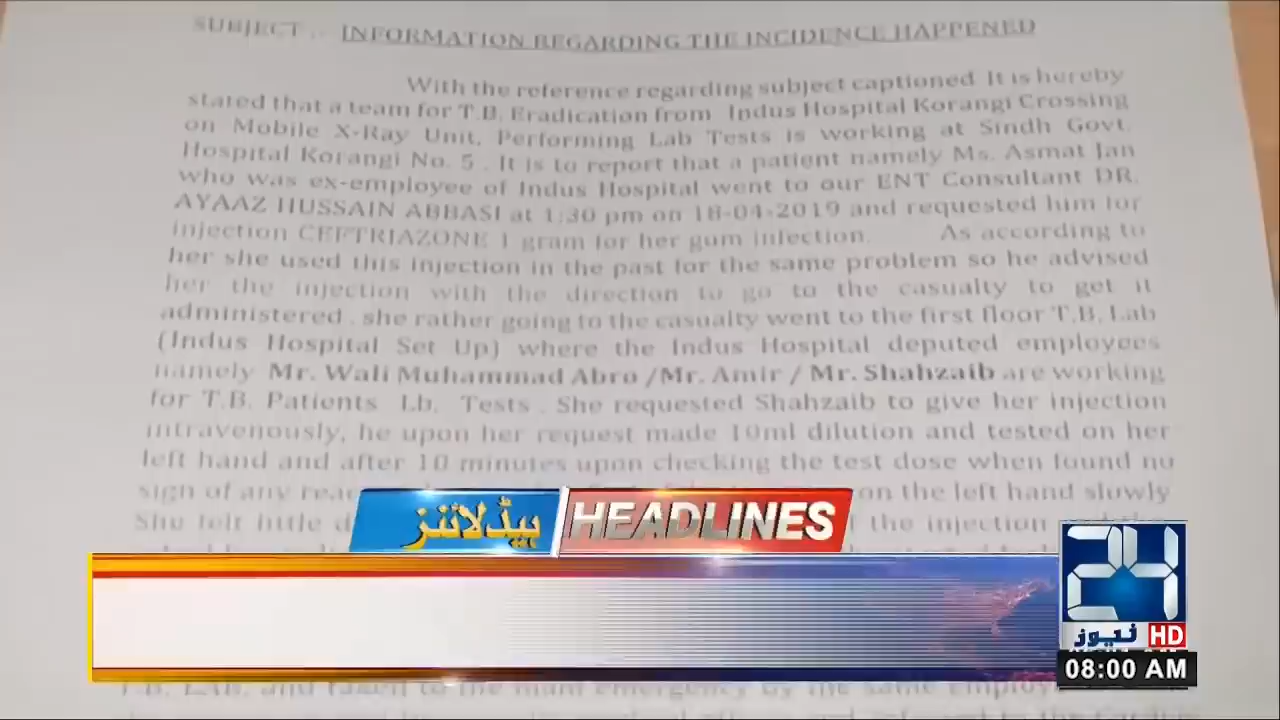 SUBJECT :- INFORMATION REGARDING THE INCIDENCE HAPPENED
With the reference regarding subject captioned It is hereby
stated that a team for T.B. Eradication from Indus Hospital Korangi Crossing
on Mobile X-Ray Unit, Performing Lab Tests is working at Sindh Govt.
Hospital Korangi No. 5 . It is to report that a patient namely Ms. Asmat Jan
who was ex-employee of Indus Hospital went to our ENT Consultant DR.
AYAAZ HUSSAIN ABBASI at 1:30 pm on 18-04-2019 and requested him for
injection CEFTRIAZONE 1 gram for her gum infection. As according to
her she used this injection in the past for the same problem so he advised
her the injection with the direction to go to the casualty to get it
administered . she rather going to the casualty went to the first floor T.B. Lab
(Indus Hospital Set Up) where the Indus Hospital deputed employees
namely Mr. Wali Muhammad Abro /Mr. Amir / Mr. Shahzaib are working
for T.B. Patients Lb. Tests . She requested Shahzaib to give her injection
intravenously, he upon her request made 10ml dilution and tested on her
left hand and after 10 minutes upon checking the test dose when found no
sign of any on the left hand slowly
She felt little the injection
ہیڈلائنز HEADLINES
24
نیوز HD
08:00 AM
T.B. LAB, to the main emergency by the same